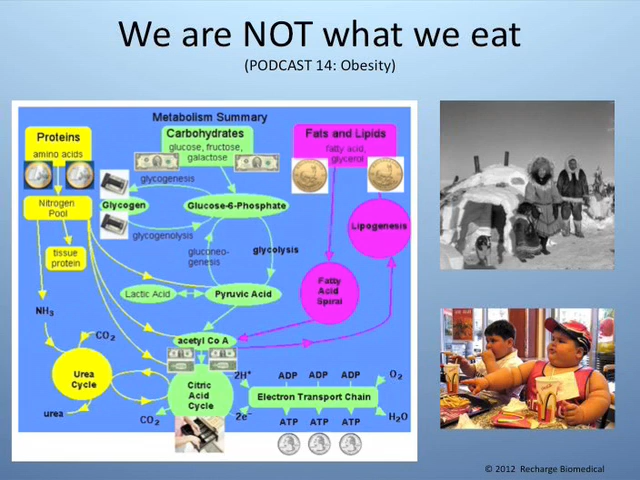 We are NOT what we eat
(PODCAST 14: Obesity)
Metabolism Summary
Proteins
amino acids
Carbohydrates
glucose, fructose,
galactose
Fats and Lipids
fatty acid,
glycerol
glycogenesis
Nitrogen
Pool
Glycogen
Glucose-6-Phosphate
Lipogenesis
glycogenolysis
tissue
protein
gluconeo-
genesis
glycolysis
Lactic Acid
Pyruvic Acid
Fatty
Acid
Spiral
NH3
CO2
acetyl Co A
Urea
Cycle
urea
Citric
Acid
Cycle
CO2
2H+
2e-
ADP ADP ADP
O2
Electron Transport Chain
ATP ATP ATP
H2O
© 2012 Recharge Biomedical